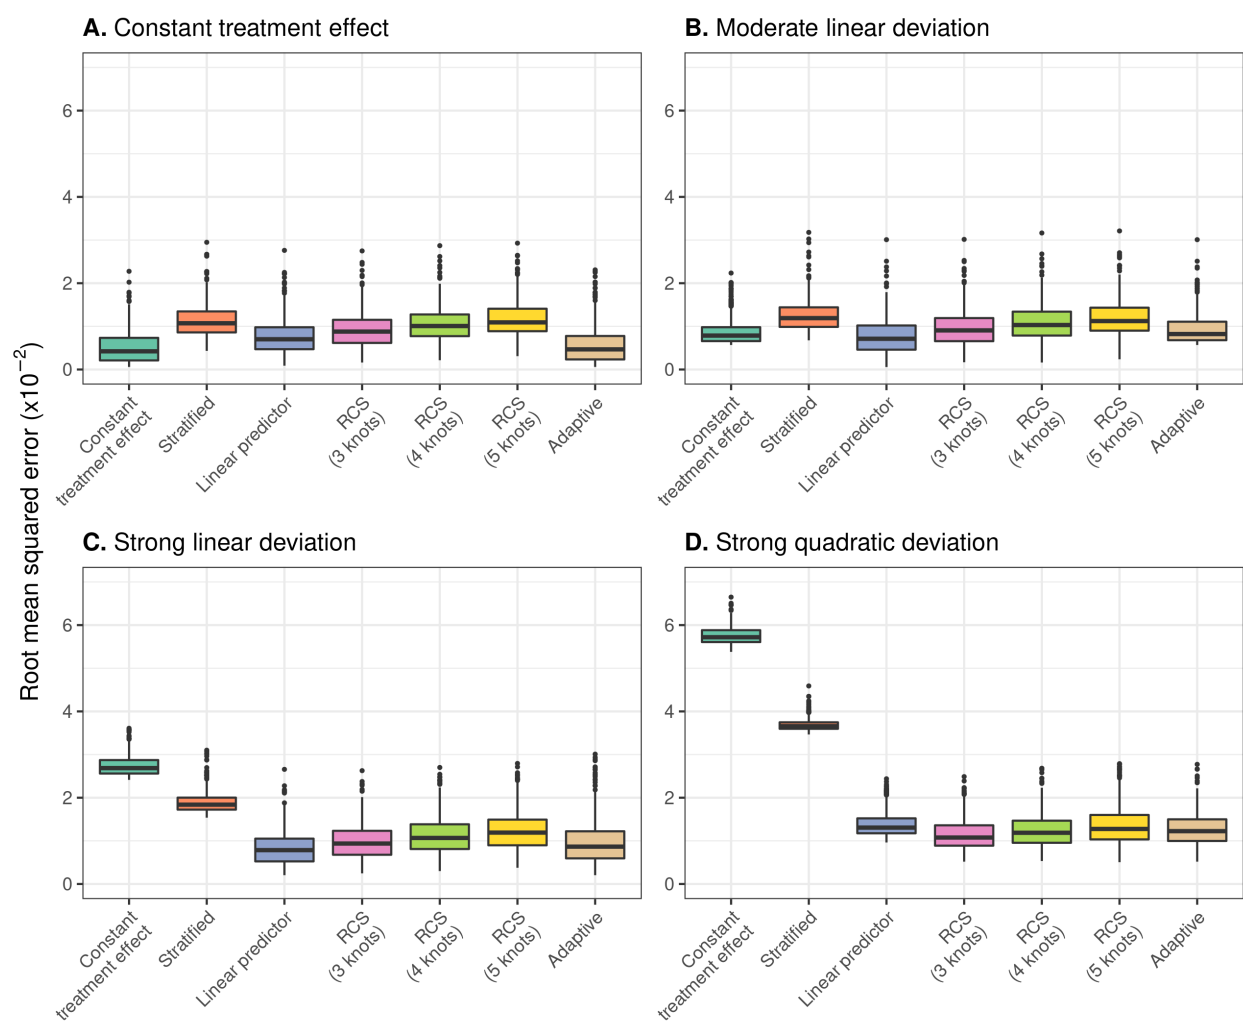 A. Constant treatment effect
6
4
2
0
Constant
treatment effect
Stratified
Linear predictor
RCS
(3 knots)
RCS
(4 knots)
RCS
(5 knots)
Adaptive
B. Moderate linear deviation
6
4
2
0
Constant
treatment effect
Stratified
Linear predictor
RCS
(3 knots)
RCS
(4 knots)
RCS
(5 knots)
Adaptive
Root mean squared error (x10⁻²)
C. Strong linear deviation
6
4
2
0
Constant
treatment effect
Stratified
Linear predictor
RCS
(3 knots)
RCS
(4 knots)
RCS
(5 knots)
Adaptive
D. Strong quadratic deviation
6
4
2
0
Constant
treatment effect
Stratified
Linear predictor
RCS
(3 knots)
RCS
(4 knots)
RCS
(5 knots)
Adaptive